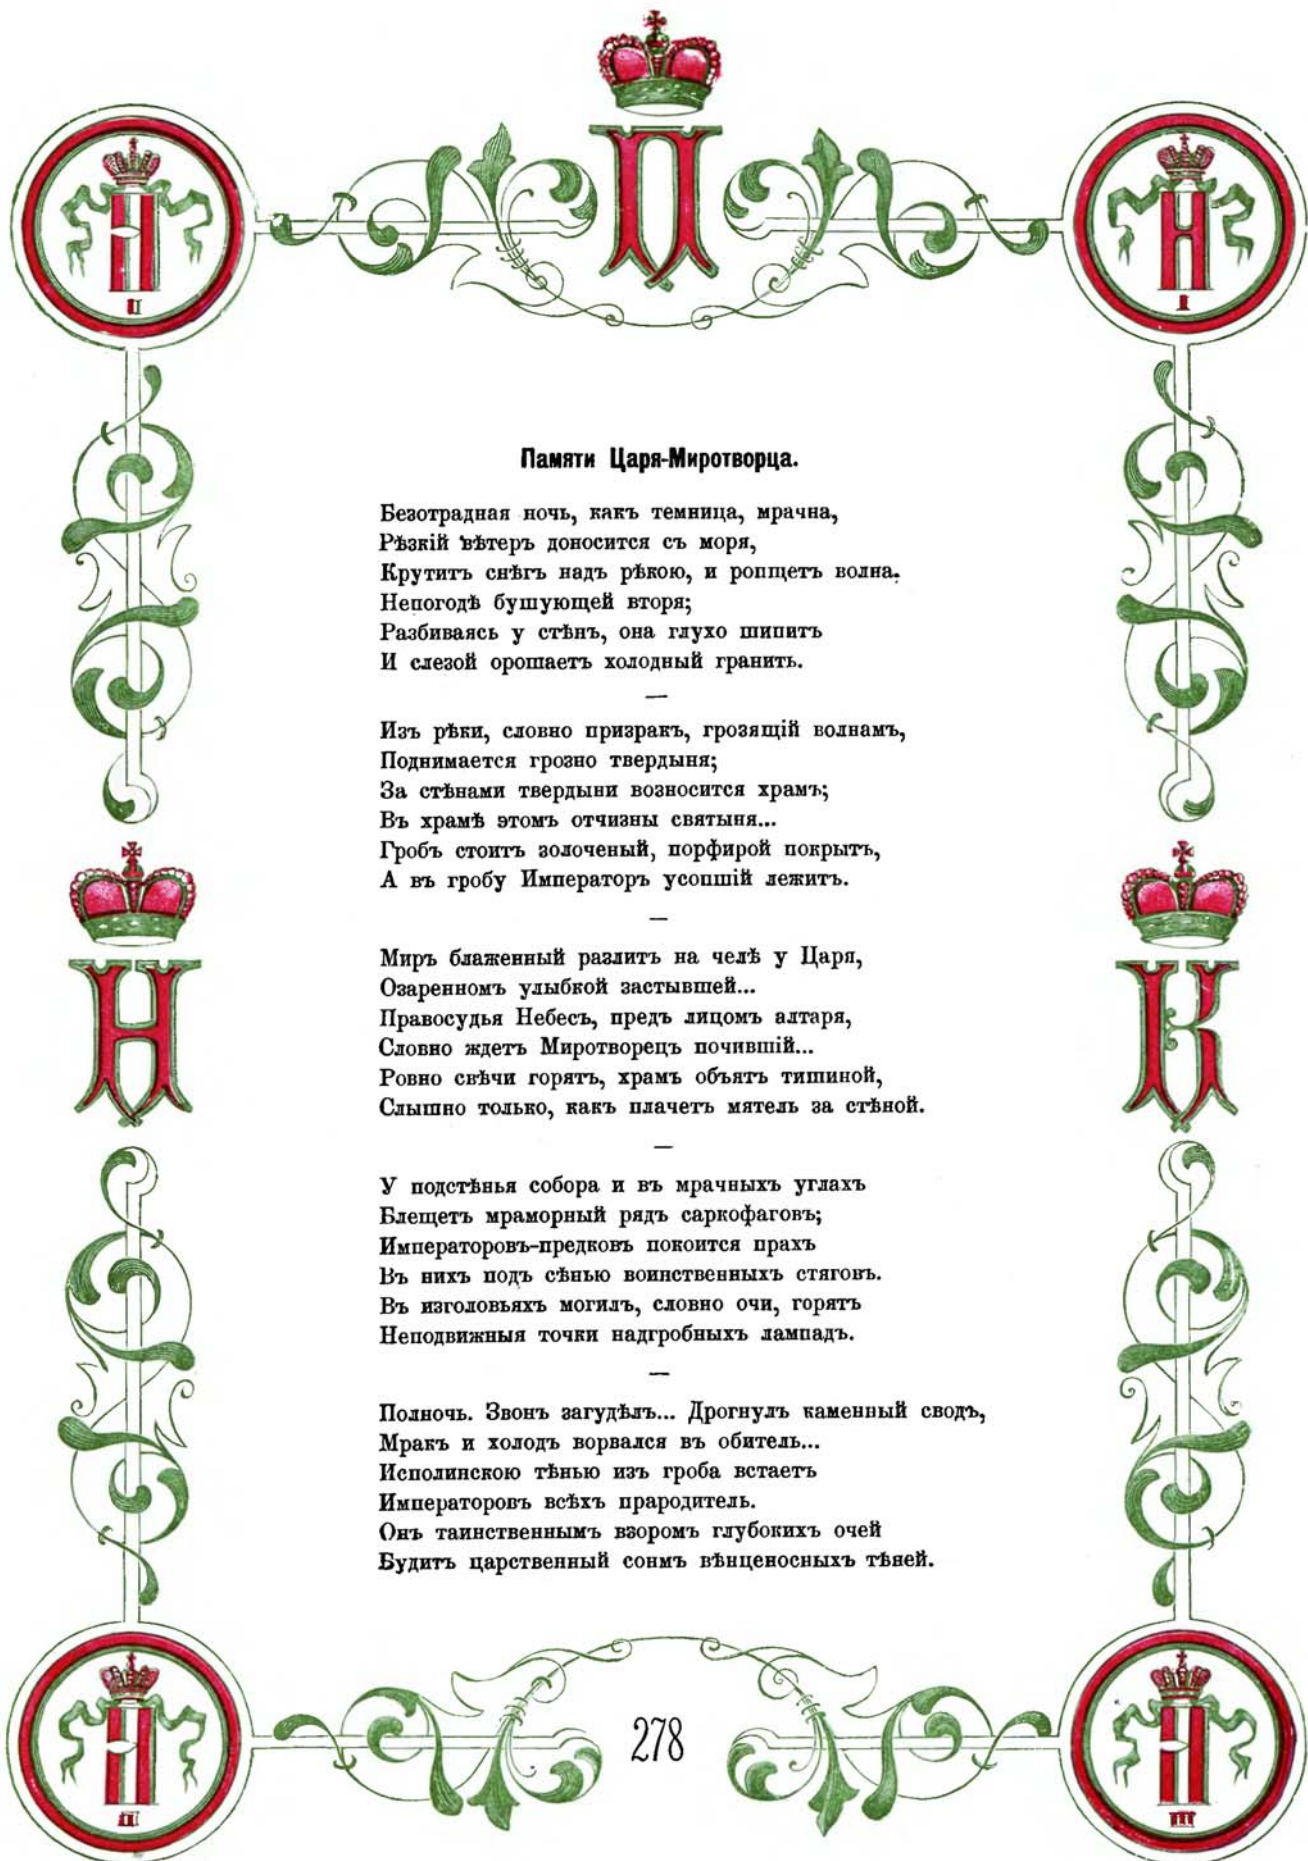 П
Н
I
Памяти Царя-Миротворца.
Безотрадная ночь, какъ темница, мрачна,
Рѣзкій вѣтеръ доносится съ моря,
Крутитъ снѣгъ надъ рѣкою, и ропщетъ волна.
Непогодѣ бушующей вторя;
Разбиваясь у стѣнъ, она глухо шипитъ
И слезой орошаетъ холодный гранить.
—
Изъ рѣки, словно призракъ, грозящій волнамъ,
Поднимается грозно твердыня;
За стѣнами твердыни возносится храмъ;
Въ храмѣ этомъ отчизны святыня...
Гробъ стоитъ золоченый, порфирой покрытъ,
А въ гробу Императоръ усопшій лежитъ.
—
Миръ блаженный разлитъ на челѣ у Царя,
Озаренномъ улыбкой застывшей...
Правосудья Небесъ, предъ лицомъ алтаря,
Словно ждетъ Миротворецъ почившій...
Ровно свѣчи горятъ, храмъ объятъ тишиной,
Слышно только, какъ плачетъ мятель за стѣной.
—
У подстѣнья собора и въ мрачныхъ углахъ
Блещетъ мраморный рядъ саркофаговъ;
Императоровъ-предковъ покоится прахъ
Въ нихъ подъ сѣнью воинственныхъ стяговъ.
Въ изголовьяхъ могилъ, словно очи, горятъ
Неподвижныя точки надгробныхъ лампадъ.
—
Полночь. Звонъ загудѣлъ... Дрогнулъ каменный сводъ,
Мракъ и холодъ ворвался въ обитель...
Исполинскою тѣнью изъ гроба встаетъ
Императоровъ всѣхъ прародитель.
Онъ таинственнымъ взоромъ глубокихъ очей
Будитъ царственный сонмъ вѣнценосныхъ тѣней.
Н
К
III
278